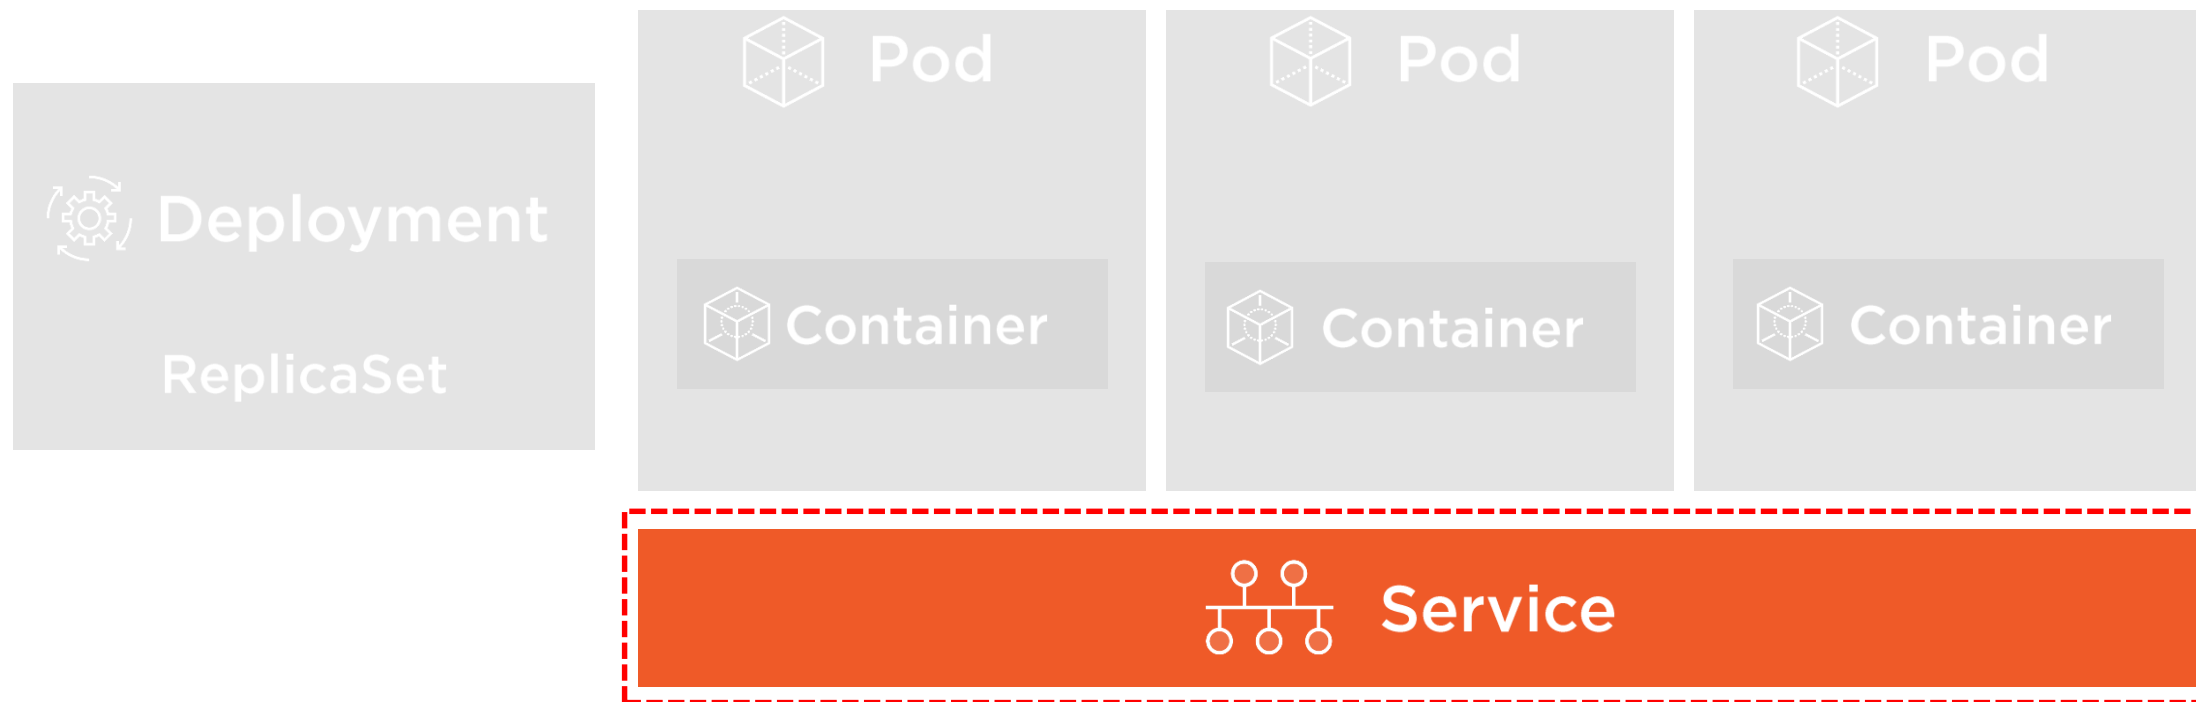 Deployment
ReplicaSet
Pod
Container
Pod
Container
Pod
Container
Service